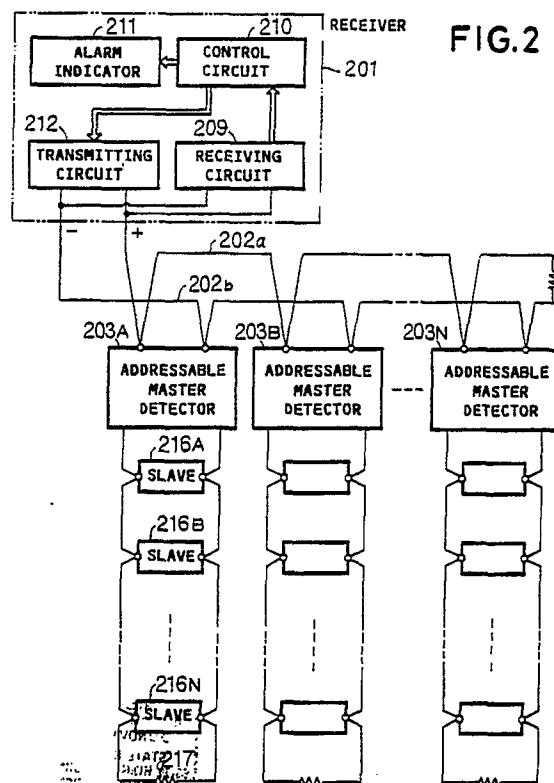 211
210
RECEIVER
FIG.2
ALARM
INDICATOR
CONTROL
CIRCUIT
201
212
209
TRANSMITTING
CIRCUIT
RECEIVING
CIRCUIT
- +
202a
202b
203A
203B
203N
ADDRESSABLE
MASTER
DETECTOR
ADDRESSABLE
MASTER
DETECTOR
ADDRESSABLE
MASTER
DETECTOR
216A
SLAVE
216B
SLAVE
216N
SLAVE
217